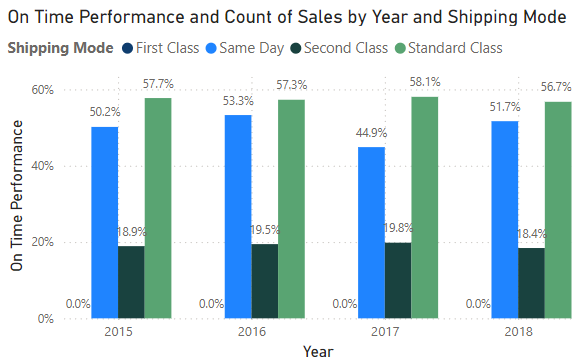 On Time Performance and Count of Sales by Year and Shipping Mode
Shipping Mode First Class Same Day Second Class Standard Class
On Time Performance
60%
40%
20%
0%
0.0% 50.2% 18.9% 57.7%
0.0% 53.3% 19.5% 57.3%
0.0% 44.9% 19.8% 58.1%
0.0% 51.7% 18.4% 56.7%
2015 2016 2017 2018
Year